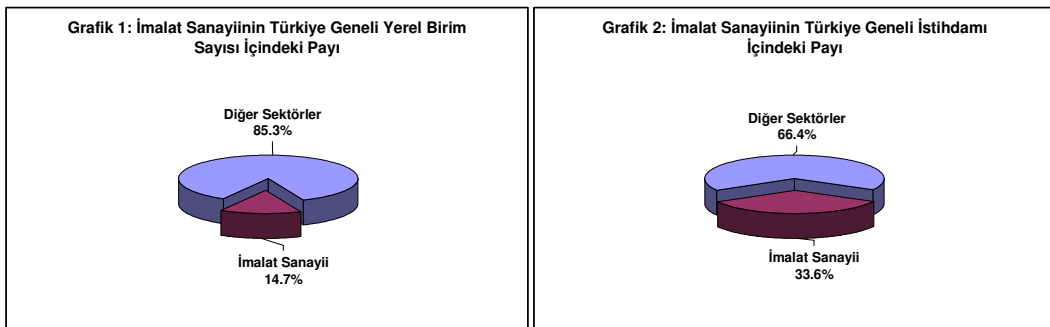 Grafik 1: İmalat Sanayiinin Türkiye Geneli Yerel Birim
Sayısı İçindeki Payı
Diğer Sektörler
85.3%
İmalat Sanayii
14.7%
Grafik 2: İmalat Sanayiinin Türkiye Geneli İstihdamı
İçindeki Payı
Diğer Sektörler
66.4%
İmalat Sanayii
33.6%